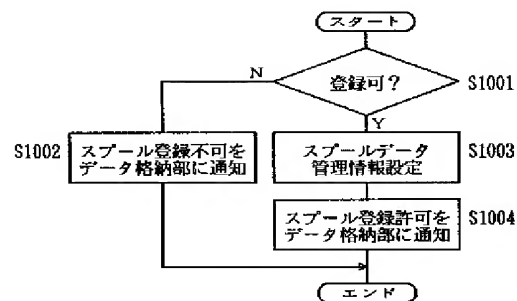 スタート
N
登録可？
S1001
Y
S1002
スプール登録不可を
データ格納部に通知
スプールデータ
管理情報設定
S1003
スプール登録許可を
データ格納部に通知
S1004
エンド